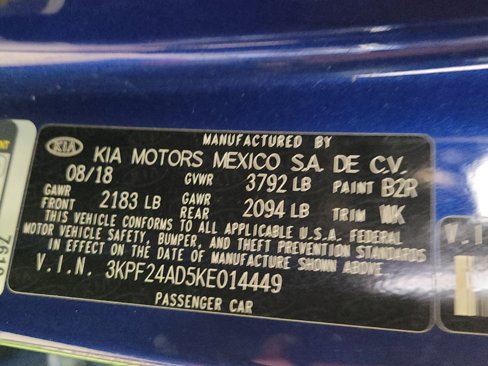 MANUFACTURED BY
KIA KIA MOTORS MEXICO S.A. DE C.V.
08/18 GVWR 3792 LB PAINT B2R
GAWR FRONT 2183 LB GAWR REAR 2094 LB TRIM WK
THIS VEHICLE CONFORMS TO ALL APPLICABLE U.S.A. FEDERAL
MOTOR VEHICLE SAFETY, BUMPER, AND THEFT PREVENTION STANDARDS
IN EFFECT ON THE DATE OF MANUFACTURE SHOWN ABOVE.
V.I.N. 3KPF24AD5KE014449
PASSENGER CAR
V.I.